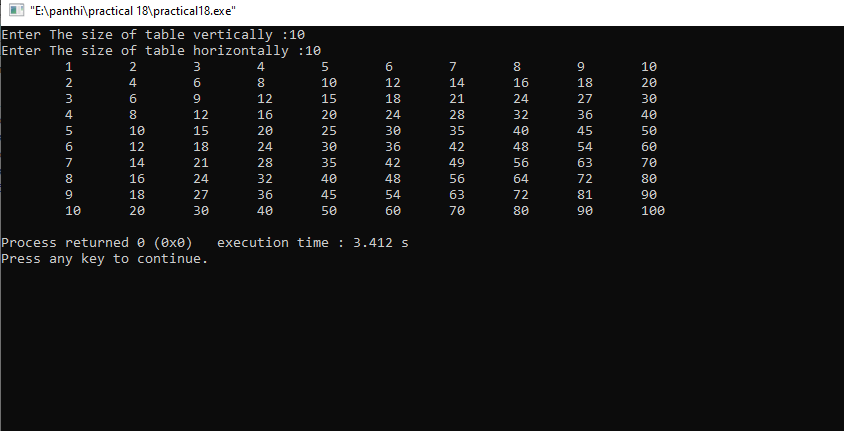 "E:\panthi\practical 18\practical18.exe"
Enter The size of table vertically :10
Enter The size of table horizontally :10
1 2 3 4 5 6 7 8 9 10
2 4 6 8 10 12 14 16 18 20
3 6 9 12 15 18 21 24 27 30
4 8 12 16 20 24 28 32 36 40
5 10 15 20 25 30 35 40 45 50
6 12 18 24 30 36 42 48 54 60
7 14 21 28 35 42 49 56 63 70
8 16 24 32 40 48 56 64 72 80
9 18 27 36 45 54 63 72 81 90
10 20 30 40 50 60 70 80 90 100
Process returned 0 (0x0) execution time : 3.412 s
Press any key to continue.